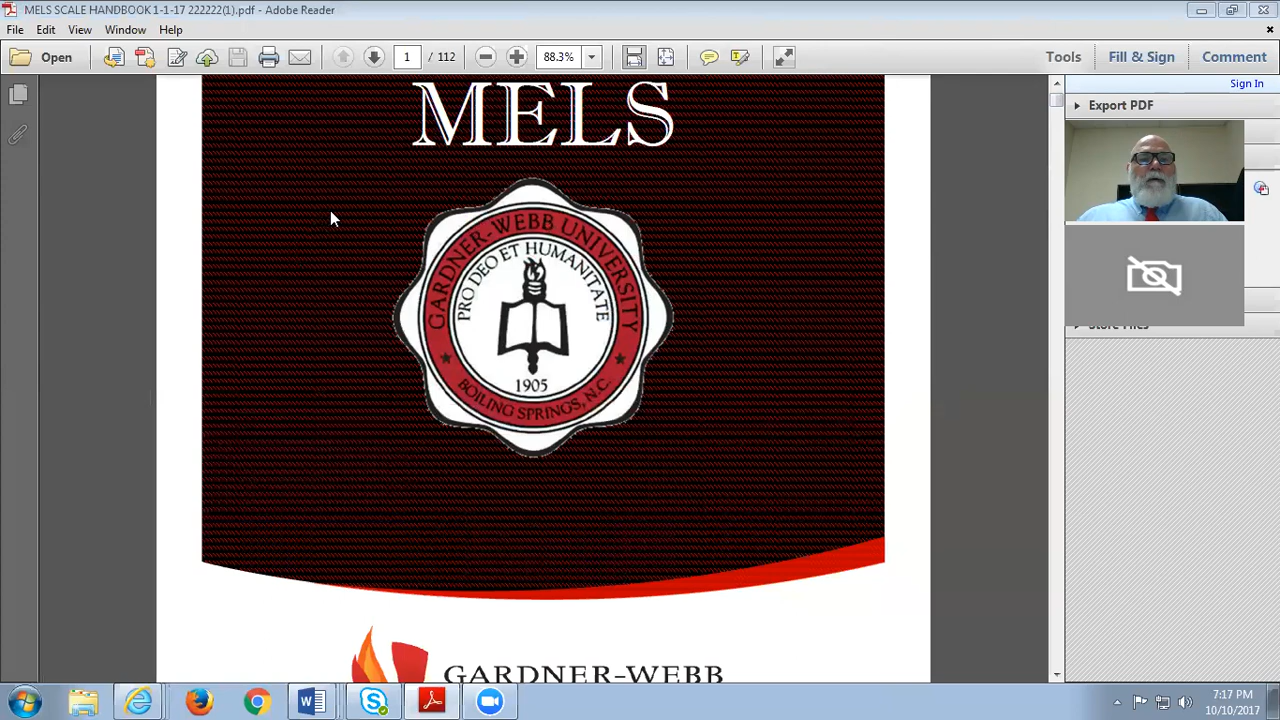 MELS SCALE HANDBOOK 1-1-17 222222(1).pdf - Adobe Reader
File Edit View Window Help
Open 1 / 112 88.3% Tools Fill & Sign Comment
Sign In
Export PDF
MELS
GARDNER-WEBB UNIVERSITY
PRO DEO ET HUMANITATE
1905
BOILING SPRINGS, N.C.
Store Files
GARDNER-WEBB
7:17 PM
10/10/2017